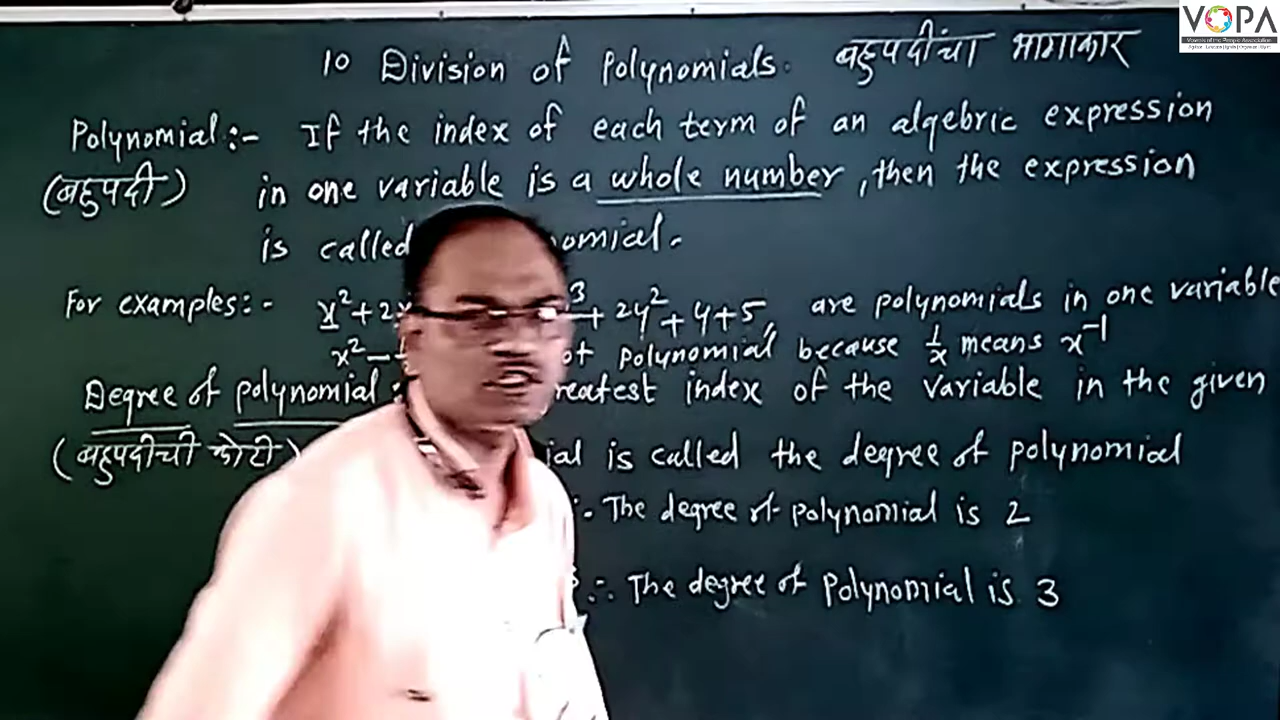 VOPA
10 Division of Polynomials. बहुपदींचा भागाकार
Polynomial :- If the index of each term of an algebric expression
(बहुपदी) in one variable is a whole number, then the expression
is called nomial.
For examples :- x²+2x 3 + 2y² + y + 5, are polynomials in one variable
x² - ot polynomial because 1/x means x⁻¹
Degree of polynomial : reatest index of the variable in the given
(बहुपदीची कोटी) ial is called the degree of polynomial
∴ The degree of polynomial is 2
∴ The degree of Polynomial is 3